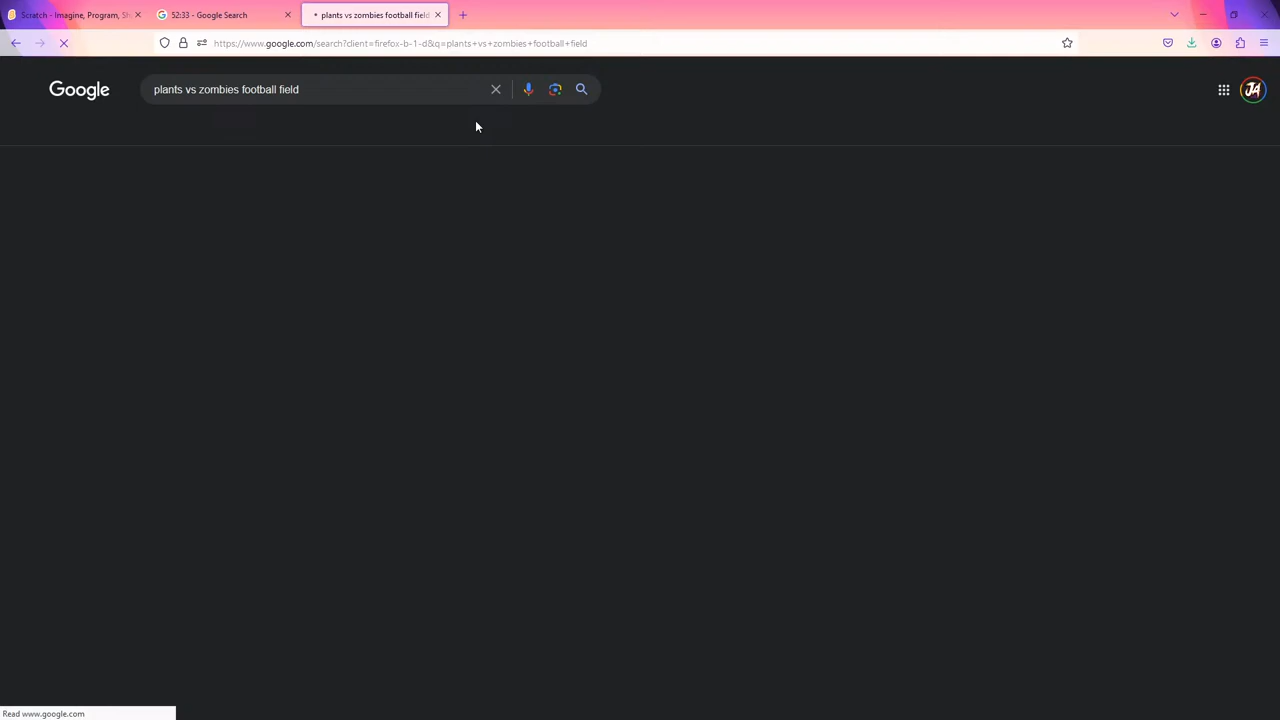 Scratch - Imagine, Program, Sh
52:33 - Google Search
plants vs zombies football field
https://www.google.com/search?client=firefox-b-1-d&q=plants+vs+zombies+football+field
Google
plants vs zombies football field
JA
Read www.google.com